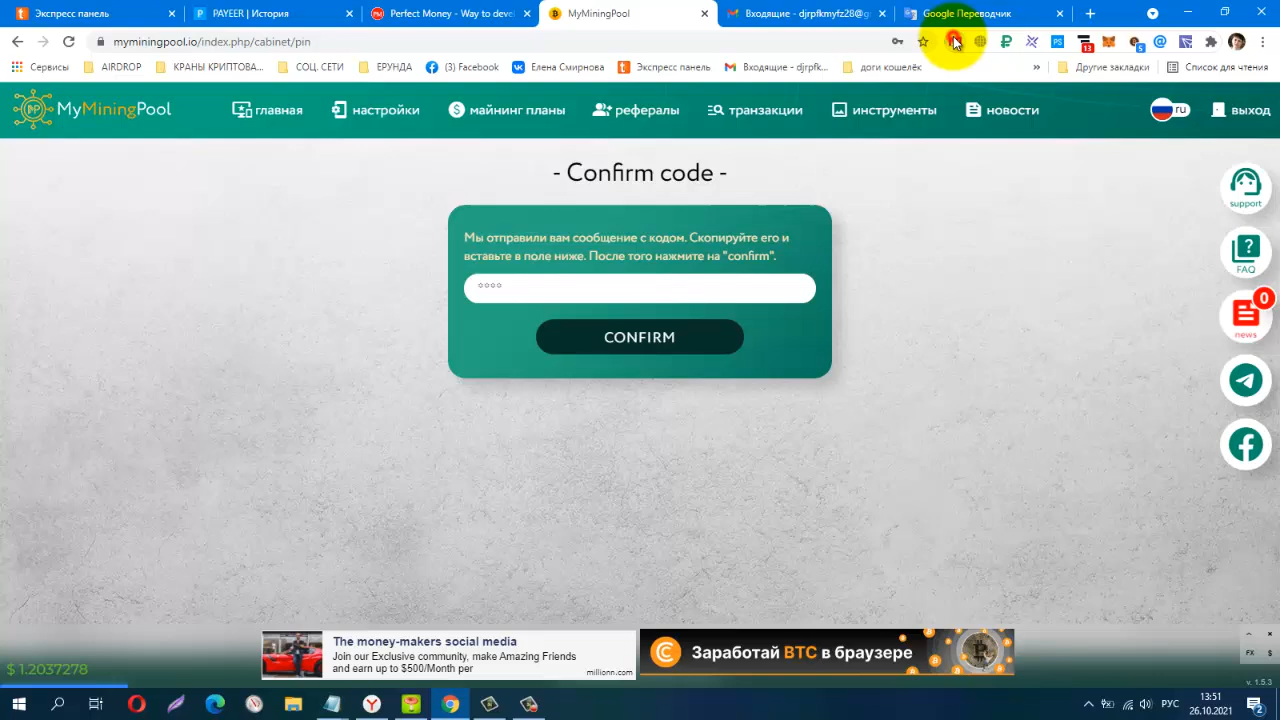 Экспресс панель
PAYEER | История
Perfect Money - Way to devel
MyMiningPool
Входящие - djrpfkmyfz28@g
Google Переводчик
myminingpool.io/index.php/cabinet/pin
Сервисы
AIRDROP
КРАНЫ КРИПТОВА...
СОЦ. СЕТИ
ЕРУНДА
(3) Facebook
Елена Смирнова
Экспресс панель
Входящие - djrpfk...
доги кошелёк
»
Другие закладки
Список для чтения
13
5
PS
MyMiningPool
главная
настройки
майнинг планы
рефералы
транзакции
инструменты
новости
ru
выход
- Confirm code -
Мы отправили вам сообщение с кодом. Скопируйте его и
вставьте в поле ниже. После того нажмите на "confirm".
****
CONFIRM
support
FAQ
0
news
The money-makers social media
Join our Exclusive community, make Amazing Friends
and earn up to $500/Month per
millionn.com
Заработай BTC в браузере
$ 1.2037278
FX $
v. 1.5.3
РУС
13:51
26.10.2021
2